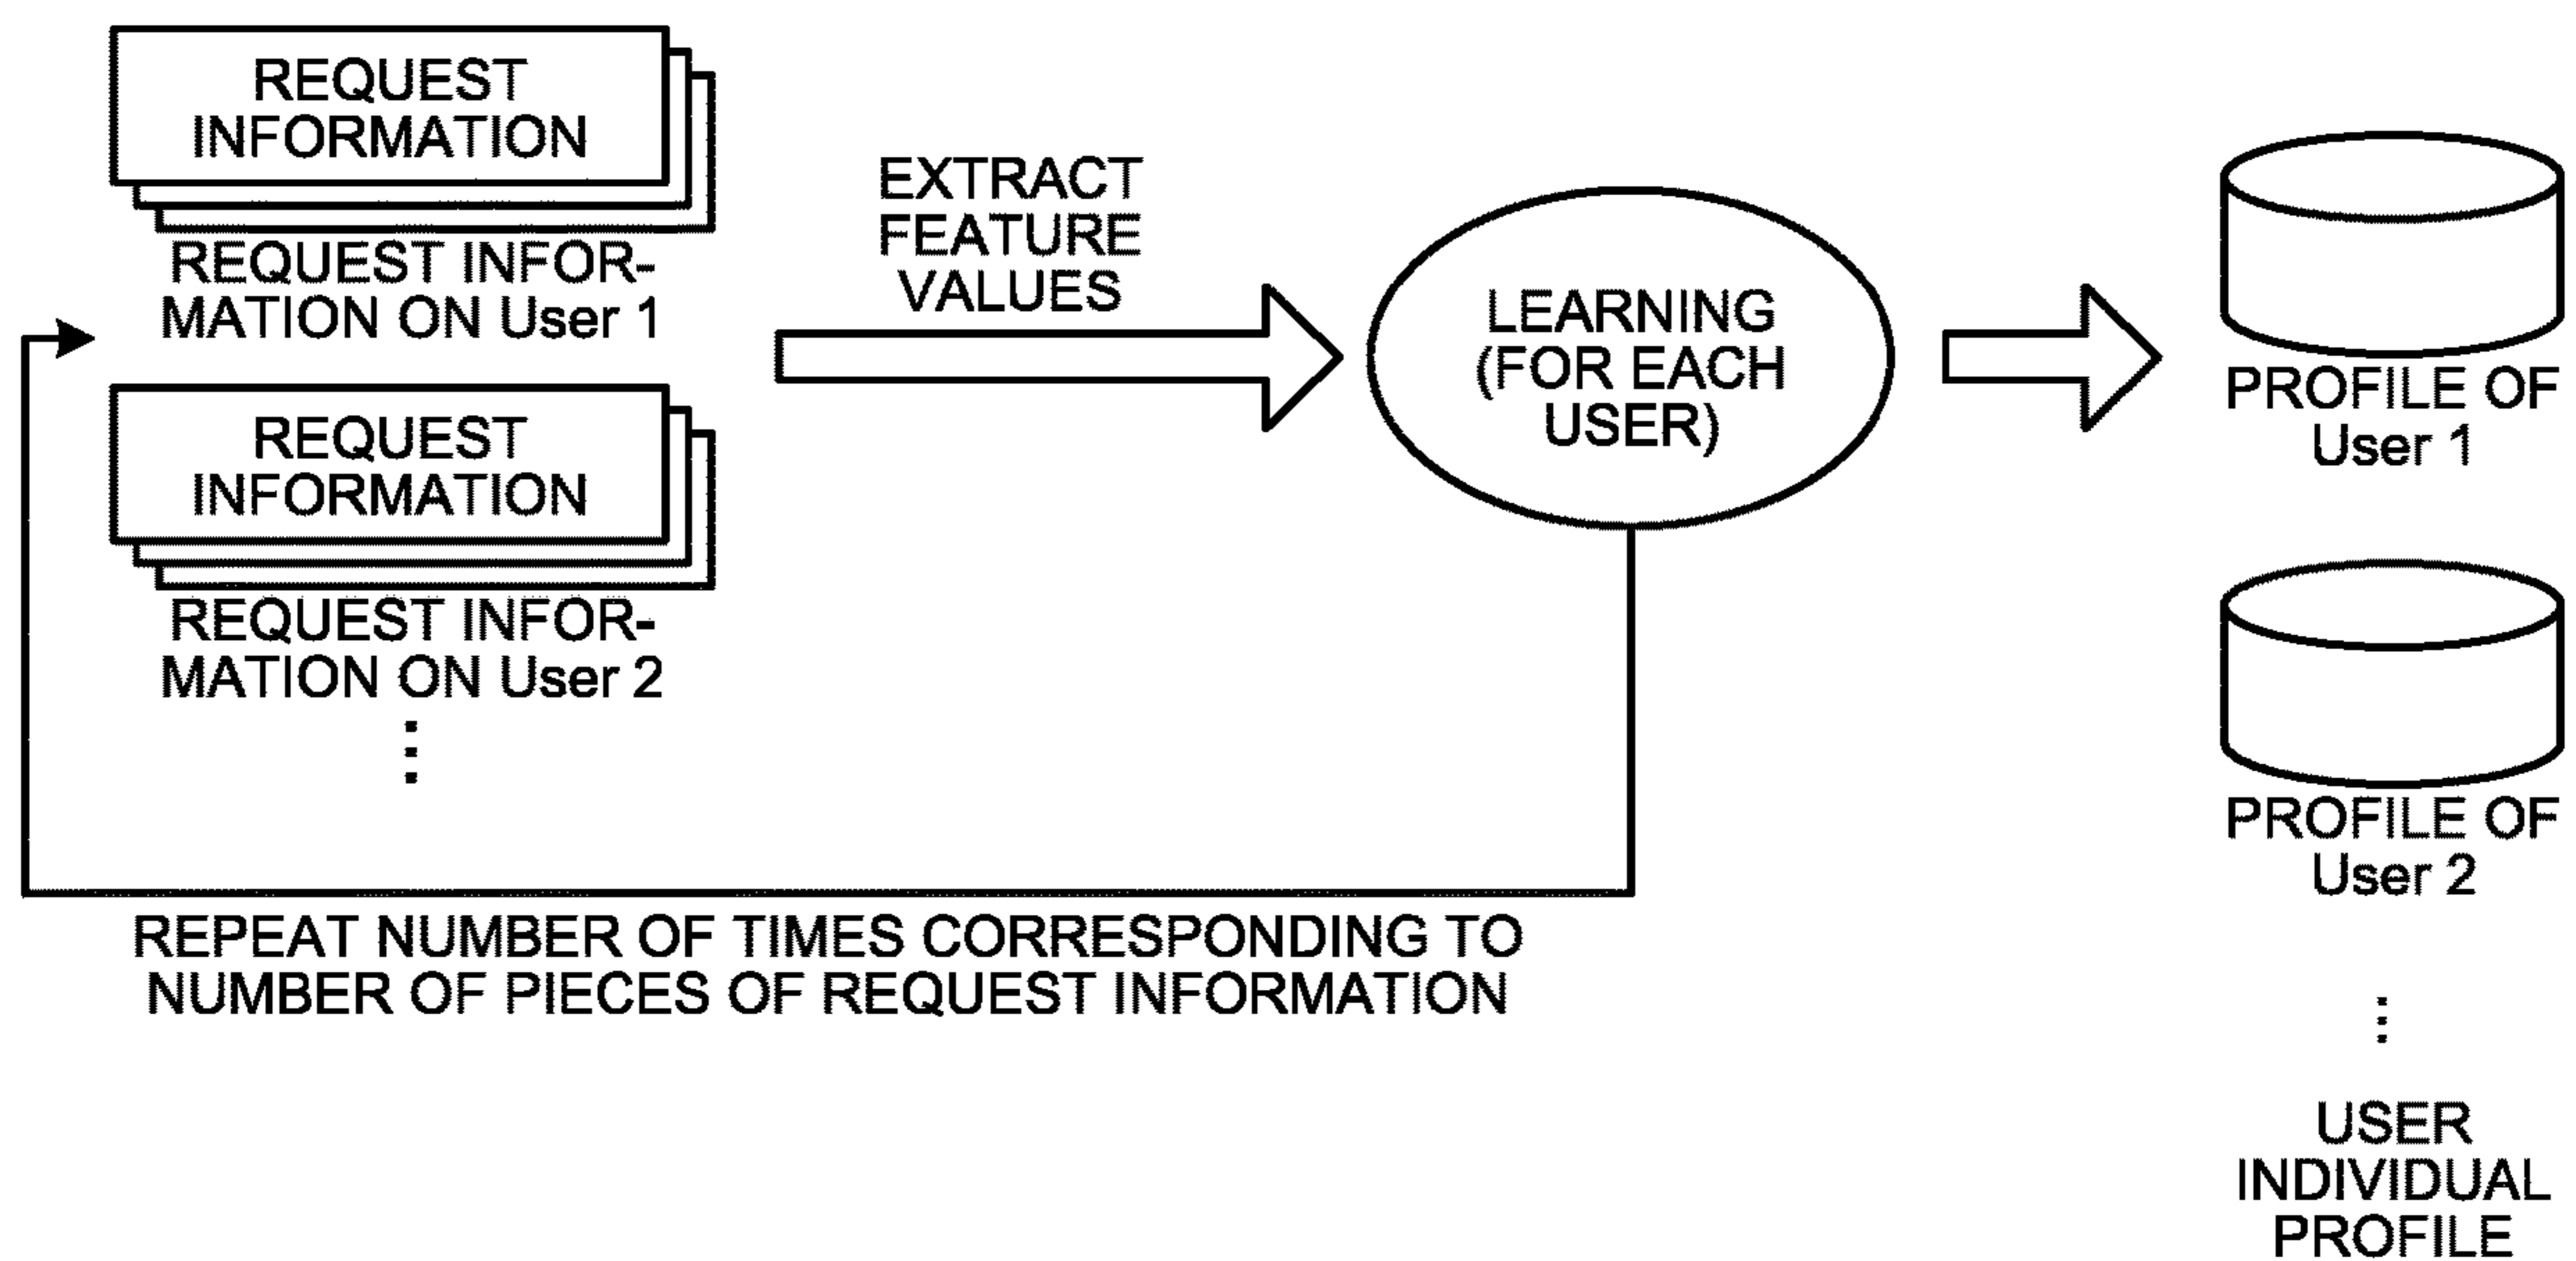 REQUEST
INFORMATION
REQUEST INFOR-
MATION ON User 1
REQUEST
INFORMATION
REQUEST INFOR-
MATION ON User 2
EXTRACT
FEATURE
VALUES
LEARNING
(FOR EACH
USER)
REPEAT NUMBER OF TIMES CORRESPONDING TO
NUMBER OF PIECES OF REQUEST INFORMATION
PROFILE OF
User 1
PROFILE OF
User 2
USER
INDIVIDUAL
PROFILE